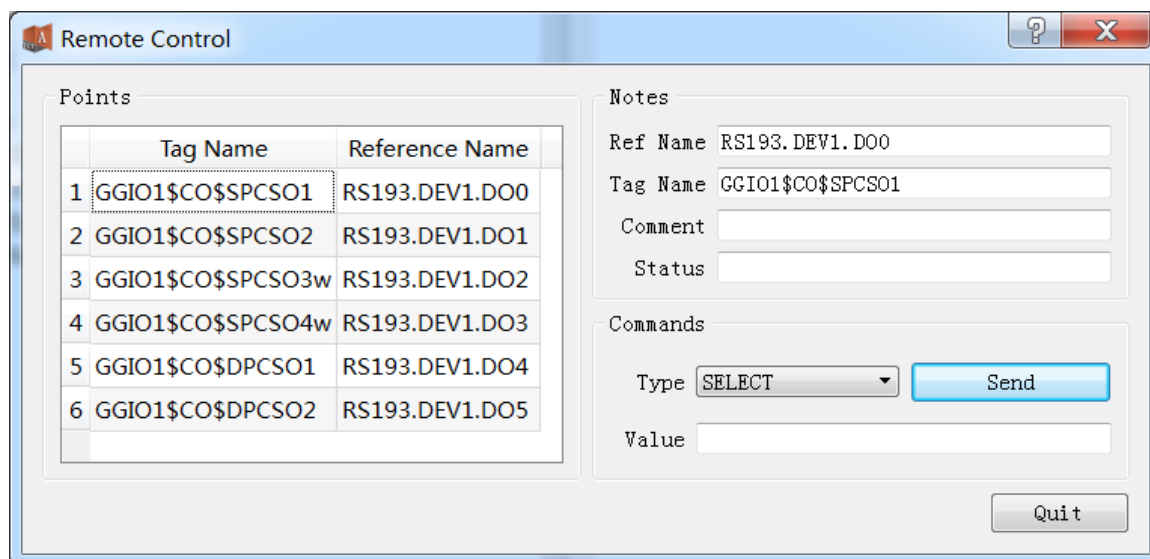 Remote Control
Points
Tag Name Reference Name
1 GGIO1$CO$SPCSO1 RS193.DEV1.DO0
2 GGIO1$CO$SPCSO2 RS193.DEV1.DO1
3 GGIO1$CO$SPCSO3w RS193.DEV1.DO2
4 GGIO1$CO$SPCSO4w RS193.DEV1.DO3
5 GGIO1$CO$DPCSO1 RS193.DEV1.DO4
6 GGIO1$CO$DPCSO2 RS193.DEV1.DO5
Notes
Ref Name RS193.DEV1.DO0
Tag Name GGIO1$CO$SPCSO1
Comment
Status
Commands
Type SELECT Send
Value
Quit